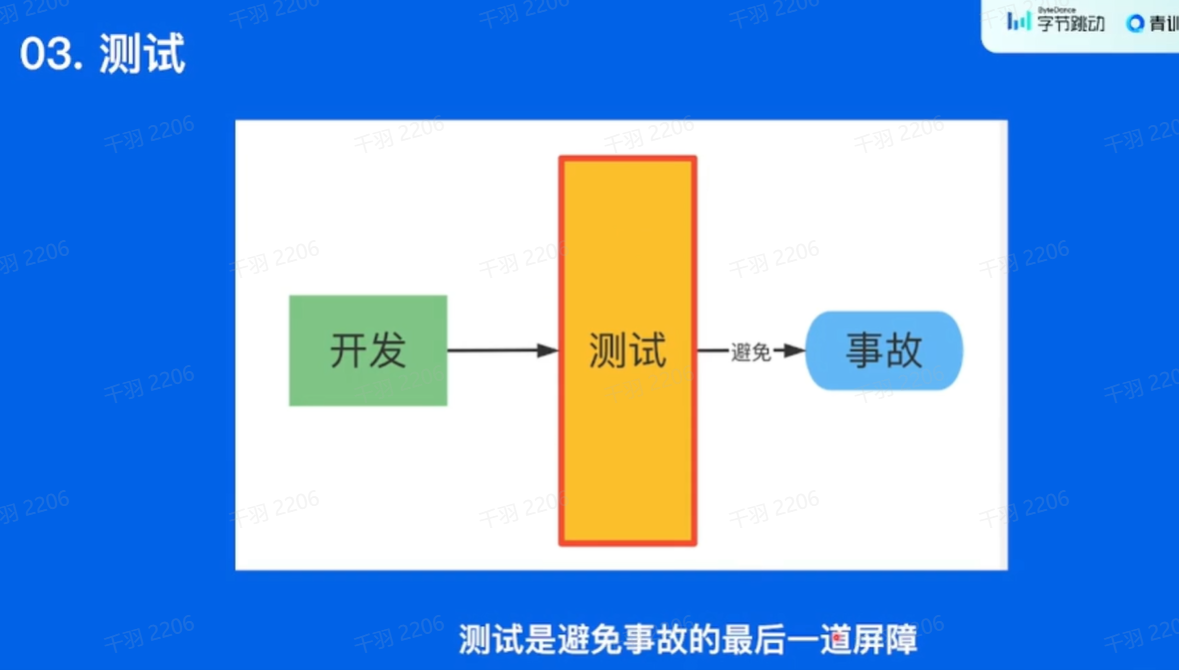 03. 测试
ByteDance
字节跳动
青训
开发
测试
避免
事故
测试是避免事故的最后一道屏障
千羽 2206